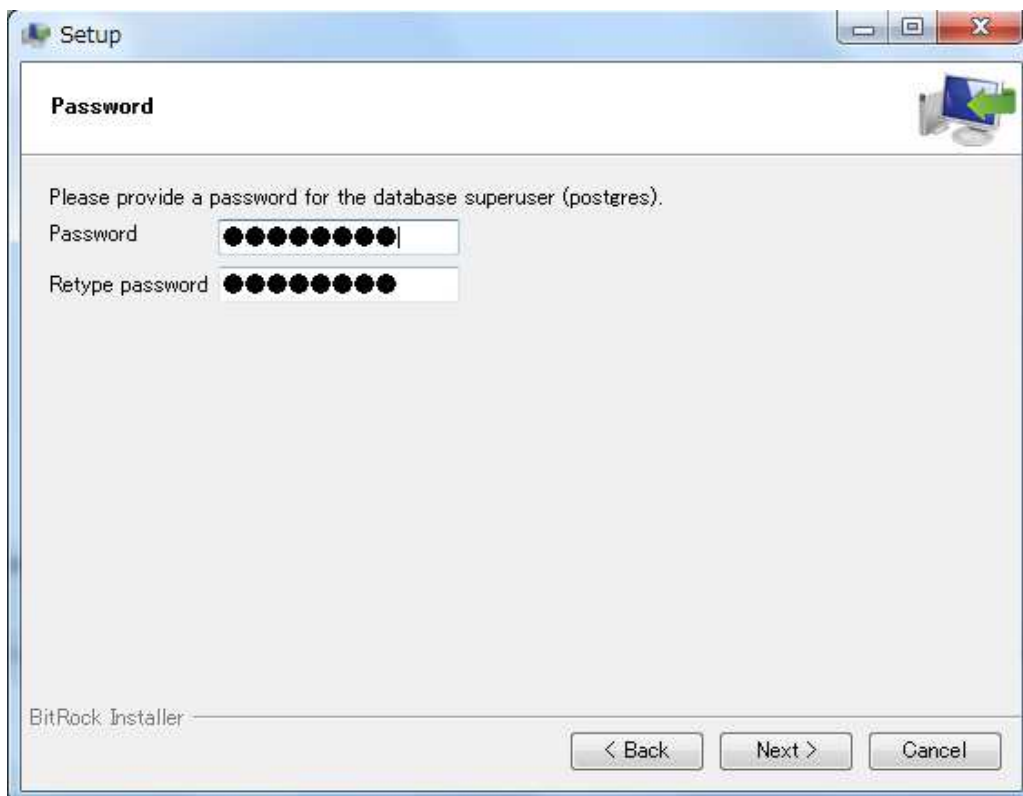 Setup
Password
Please provide a password for the database superuser (postgres).
Password ●●●●●●●●
Retype password ●●●●●●●●
BitRock Installer
< Back Next > Cancel